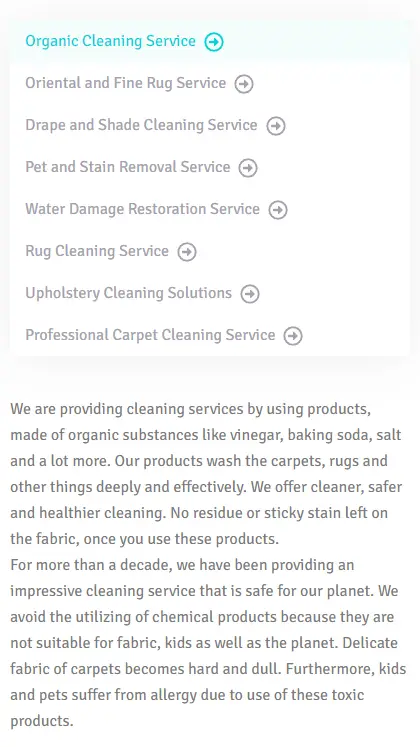 Organic Cleaning Service
Oriental and Fine Rug Service
Drape and Shade Cleaning Service
Pet and Stain Removal Service
Water Damage Restoration Service
Rug Cleaning Service
Upholstery Cleaning Solutions
Professional Carpet Cleaning Service
We are providing cleaning services by using products,
made of organic substances like vinegar, baking soda, salt
and a lot more. Our products wash the carpets, rugs and
other things deeply and effectively. We offer cleaner, safer
and healthier cleaning. No residue or sticky stain left on
the fabric, once you use these products.
For more than a decade, we have been providing an
impressive cleaning service that is safe for our planet. We
avoid the utilizing of chemical products because they are
not suitable for fabric, kids as well as the planet. Delicate
fabric of carpets becomes hard and dull. Furthermore, kids
and pets suffer from allergy due to use of these toxic
products.